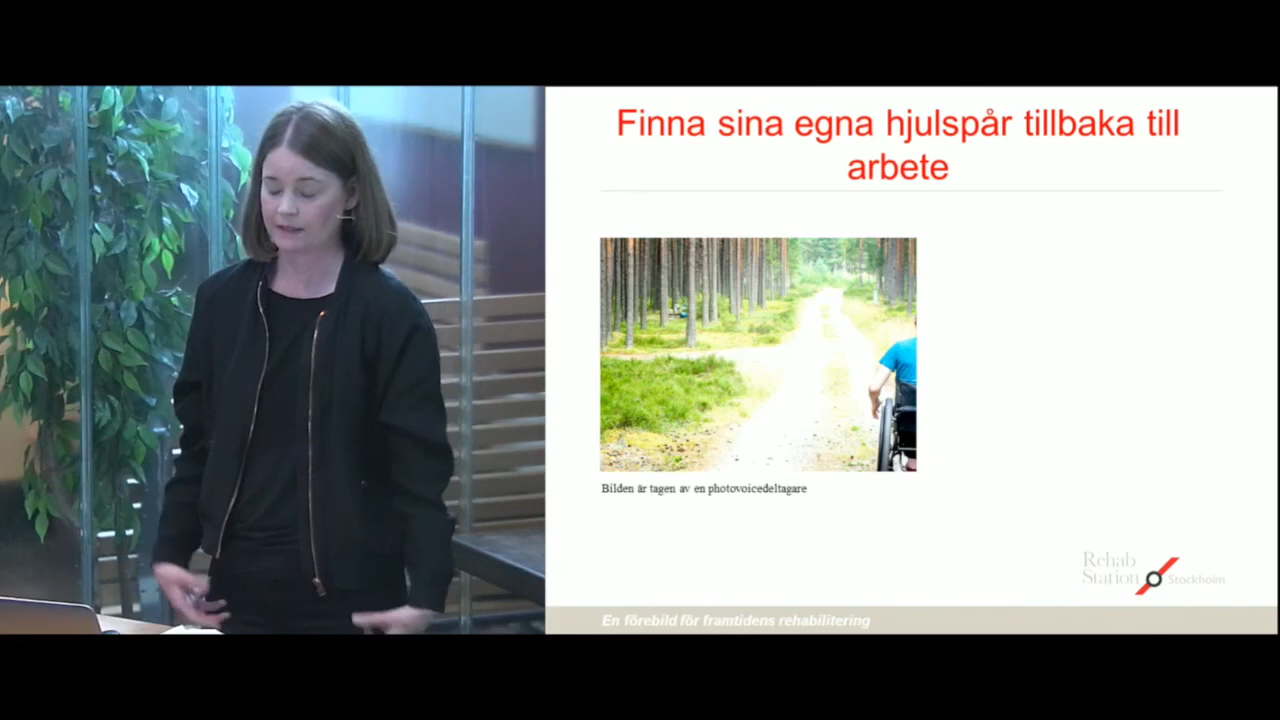 Finna sina egna hjulspår tillbaka till
arbete
Bilden är tagen av en photovoicedeltagare
Rehab
Station Stockholm
En förebild för framtidens rehabilitering